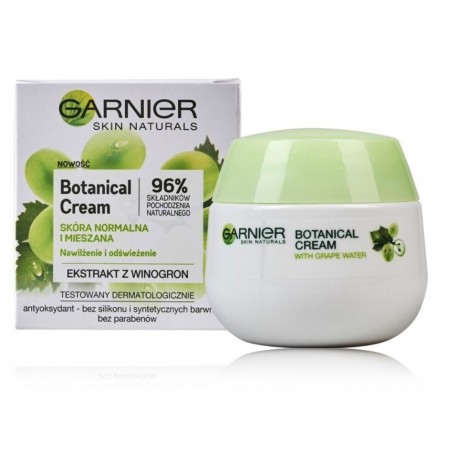 GARNIER
SKIN NATURALS
NOWOŚĆ
Botanical
Cream
96%
SKŁADNIKÓW
POCHODZENIA
NATURALNEGO
SKÓRA NORMALNA
I MIESZANA
Nawilżenie i odświeżenie
EKSTRAKT Z WINOGRON
TESTOWANY DERMATOLOGICZNIE
antyoksydant - bez silikonu i syntetycznych barw
bez parabenów
GARNIER
SKIN NATURALS
BOTANICAL
CREAM
WITH GRAPE WATER